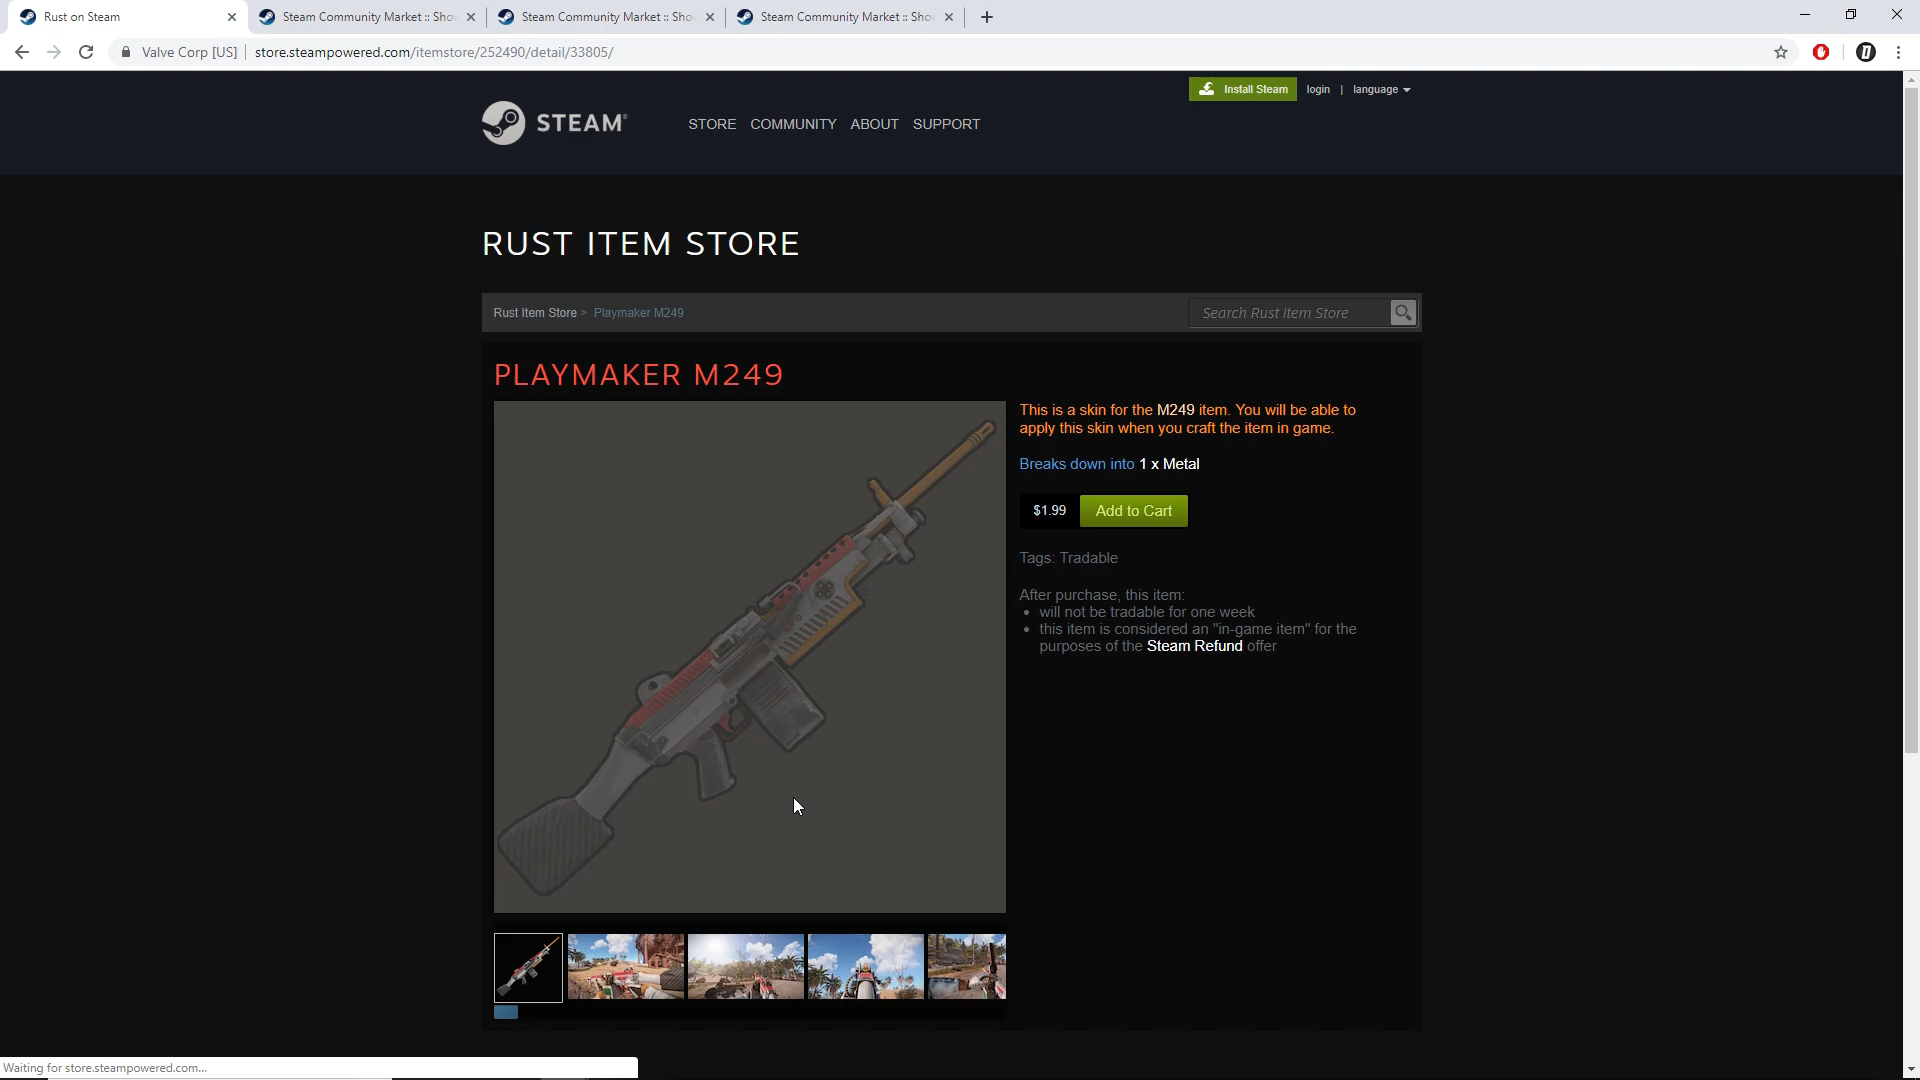 Rust on Steam
Steam Community Market :: Sho
Steam Community Market :: Sho
Steam Community Market :: Sho
Valve Corp [US]
store.steampowered.com/itemstore/252490/detail/33805/
Install Steam
login
|
language
STEAM®
STORE
COMMUNITY
ABOUT
SUPPORT
RUST ITEM STORE
Rust Item Store > Playmaker M249
Search Rust Item Store
PLAYMAKER M249
This is a skin for the M249 item. You will be able to
apply this skin when you craft the item in game.
Breaks down into 1 x Metal
$1.99
Add to Cart
Tags: Tradable
After purchase, this item:
• will not be tradable for one week
• this item is considered an "in-game item" for the
purposes of the Steam Refund offer
Waiting for store.steampowered.com...